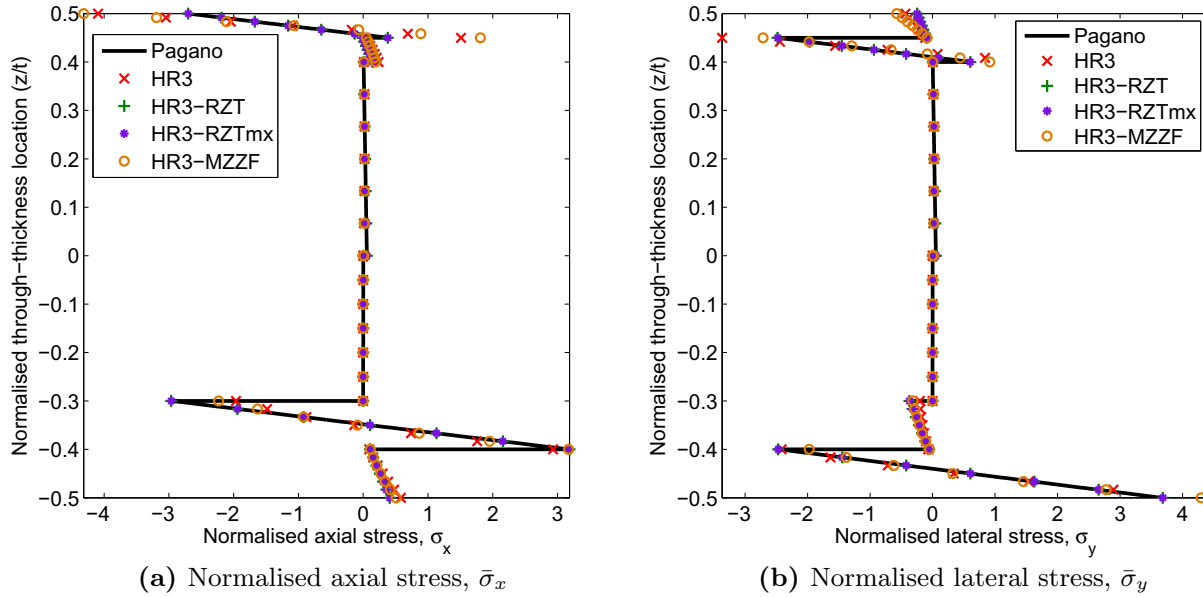 Normalised through-thickness location (z/t)
0.5
0.4
0.3
0.2
0.1
0
−0.1
−0.2
−0.3
−0.4
−0.5
Pagano
HR3
HR3−RZT
HR3−RZTmx
HR3−MZZF
−4 −3 −2 −1 0 1 2 3
Normalised axial stress, σx
(a) Normalised axial stress, σ̄x
Normalised through−thickness location (z/t)
0.5
0.4
0.3
0.2
0.1
0
−0.1
−0.2
−0.3
−0.4
−0.5
Pagano
HR3
HR3−RZT
HR3−RZTmx
HR3−MZZF
−3 −2 −1 0 1 2 3 4
Normalised lateral stress, σy
(b) Normalised lateral stress, σ̄y